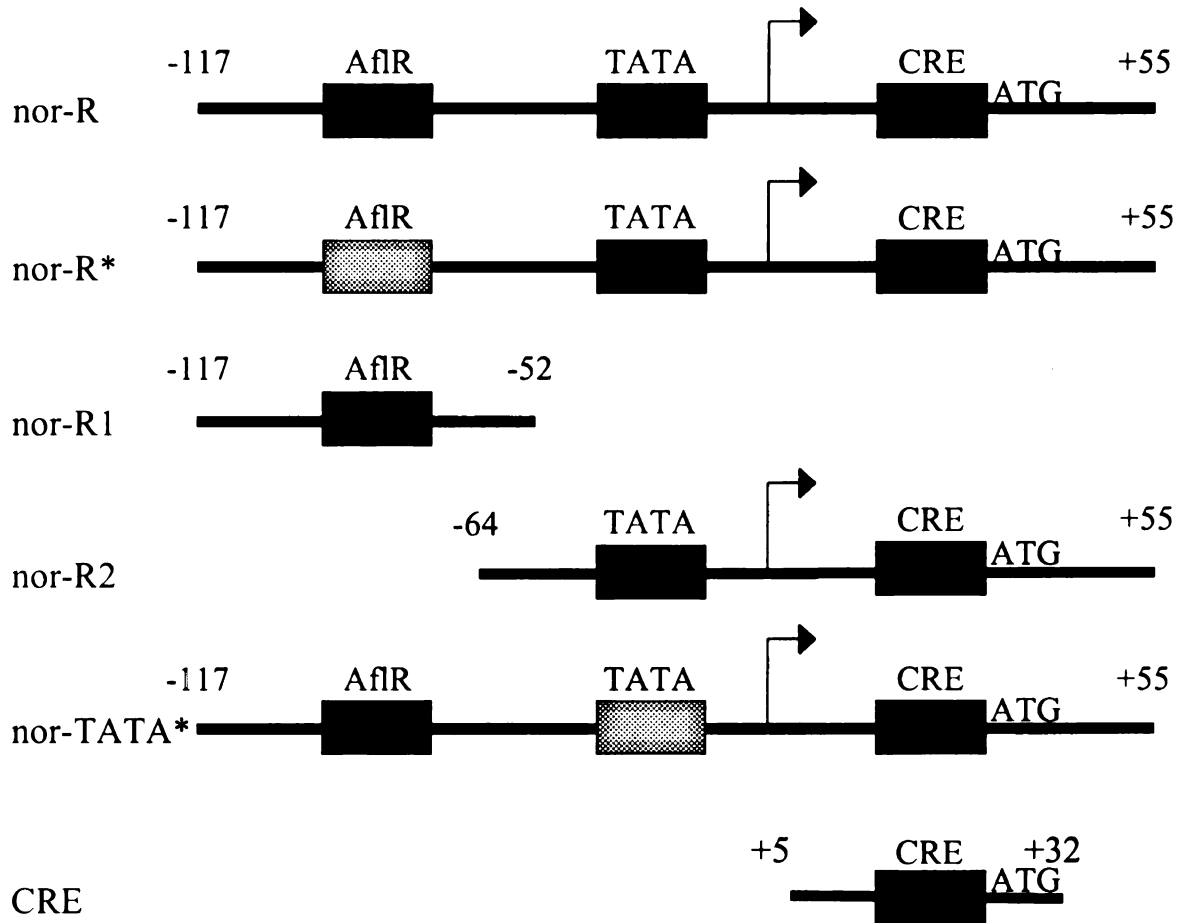 -117 AflR TATA CRE +55
nor-R ATG
-117 AflR TATA CRE +55
nor-R* ATG
-117 AflR -52
nor-R1
-64 TATA CRE +55
nor-R2 ATG
-117 AflR TATA CRE +55
nor-TATA* ATG
+5 CRE +32
CRE ATG